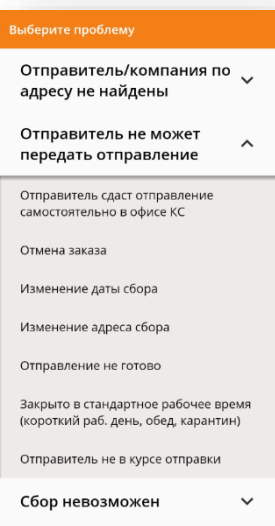 Выберите проблему
Отправитель/компания по
адресу не найдены
Отправитель не может
передать отправление
Отправитель сдаст отправление
самостоятельно в офисе КС
Отмена заказа
Изменение даты сбора
Изменение адреса сбора
Отправление не готово
Закрыто в стандартное рабочее время
(короткий раб. день, обед, карантин)
Отправитель не в курсе отправки
Сбор невозможен